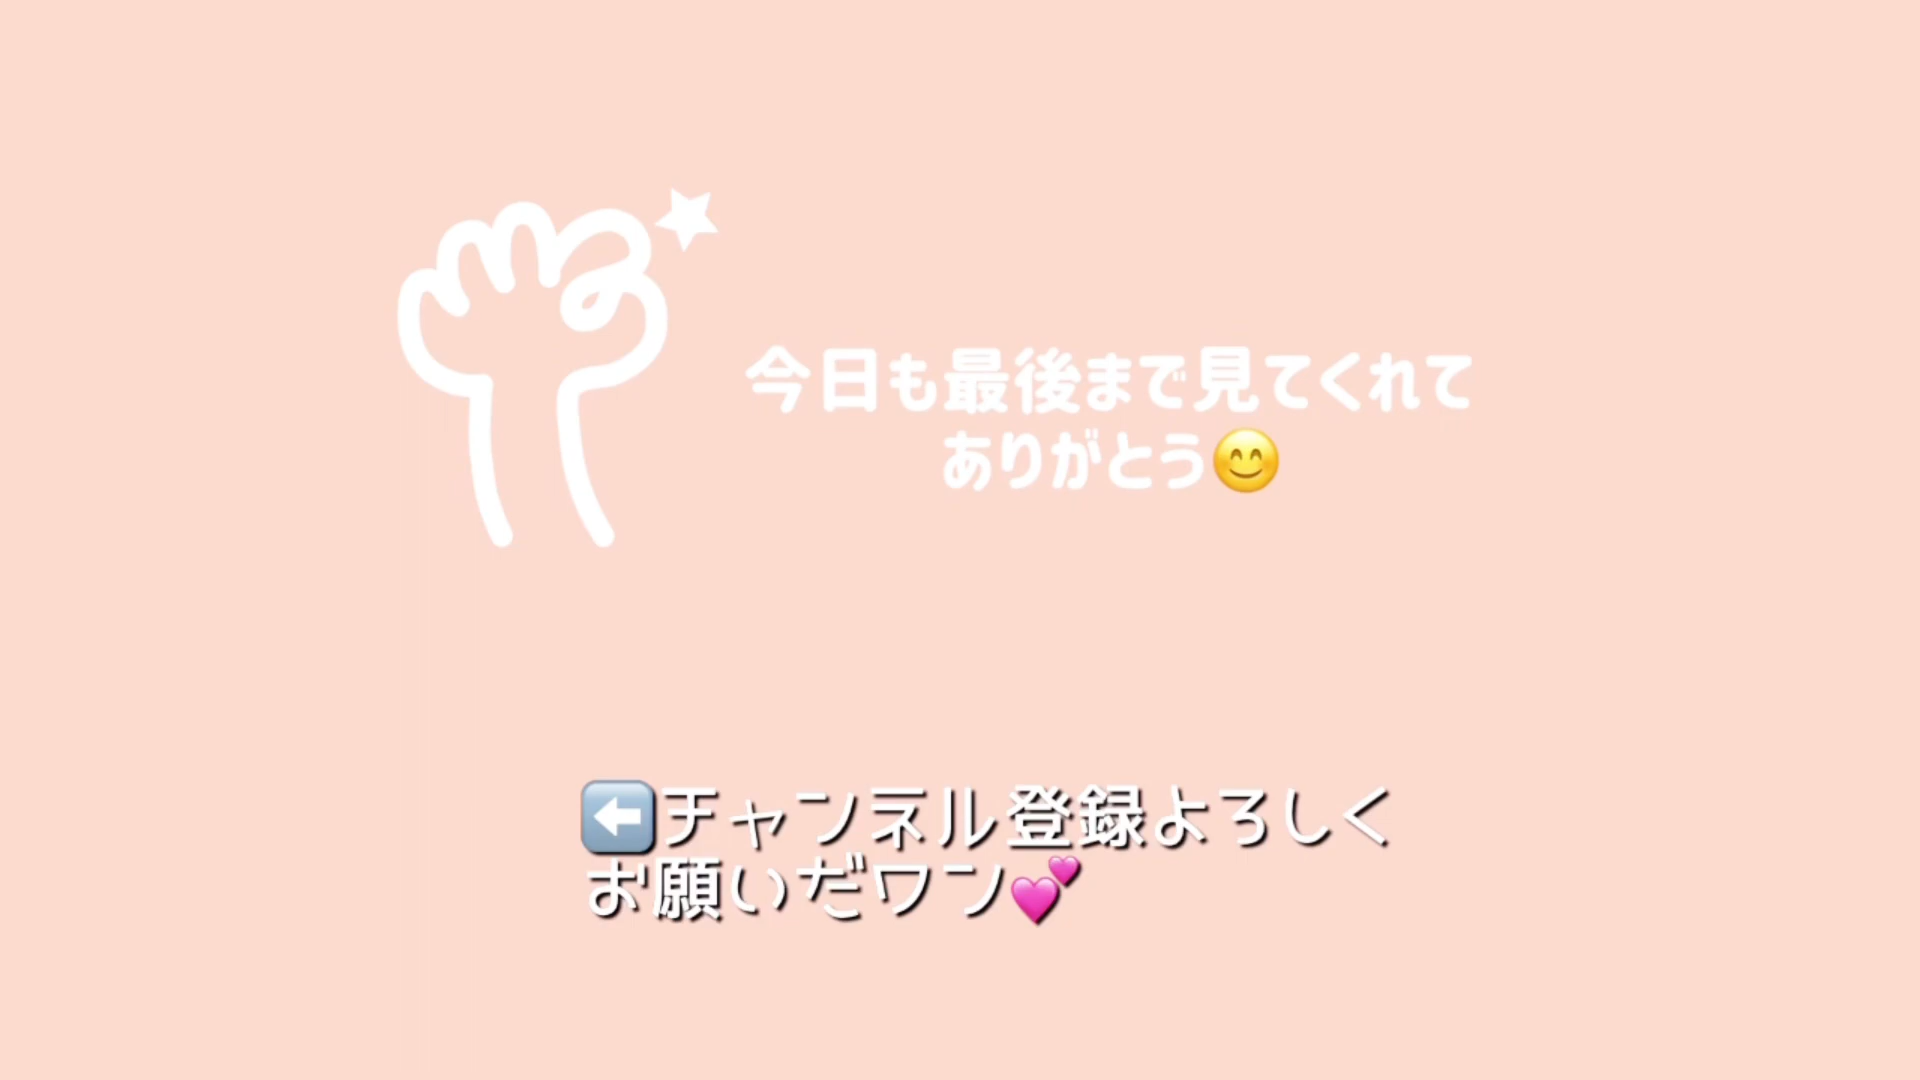 今日も最後まで見てくれて
ありがとう😊
⬅️チャンネル登録よろしく
お願いだワン💕